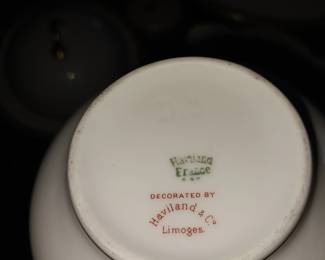 Haviland
France
DECORATED BY
Haviland & Co
Limoges.